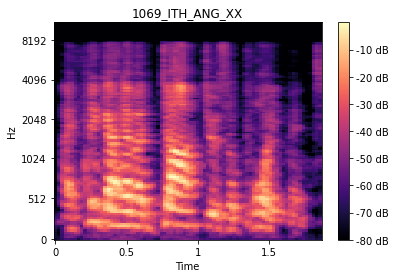 1069_ITH_ANG_XX
8192
4096
2048
1024
512
0
Hz
0
0.5
1
1.5
Time
-10 dB
-20 dB
-30 dB
-40 dB
-50 dB
-60 dB
-70 dB
-80 dB